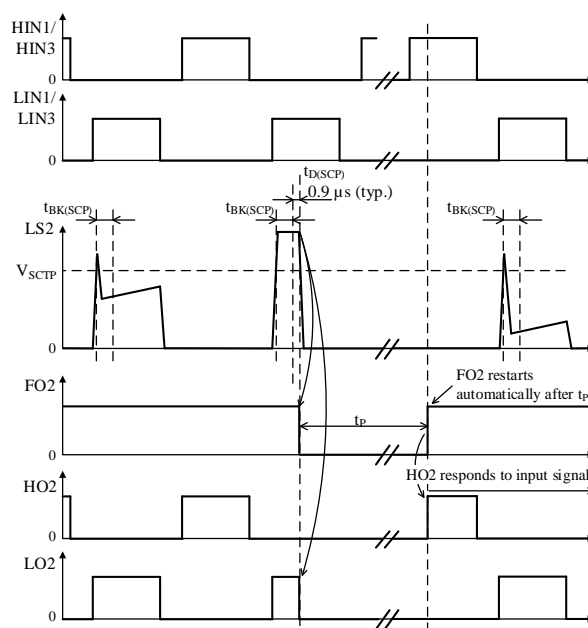 HIN1/
HIN3
0
LIN1/
LIN3
0
tD(SCP)
0.9 µs (typ.)
tBK(SCP)
tBK(SCP)
tBK(SCP)
LS2
VSCTP
0
FO2
FO2 restarts
automatically after tP
tP
0
HO2 responds to input signal
HO2
0
LO2
0